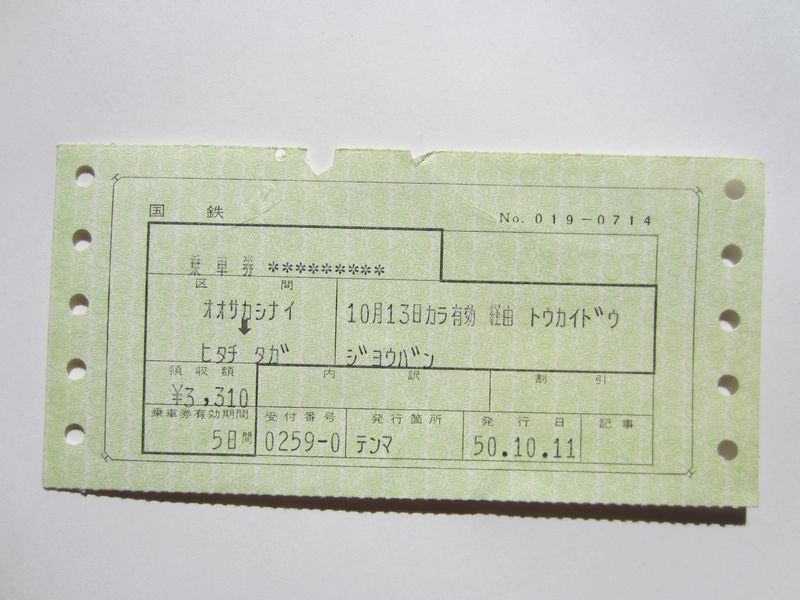 国鉄 No. 019-0714
乗車券 *********
区間
オオサカシナイ 10月13日カラ有効 経由 トウカイドウ
⬇
ヒタチ タガ ジヨウバン
領収額 内訳 割引
¥3,310
乗車券有効期間 受付番号 発行箇所 発行日 記事
5日間 0259-0 テンマ 50.10.11